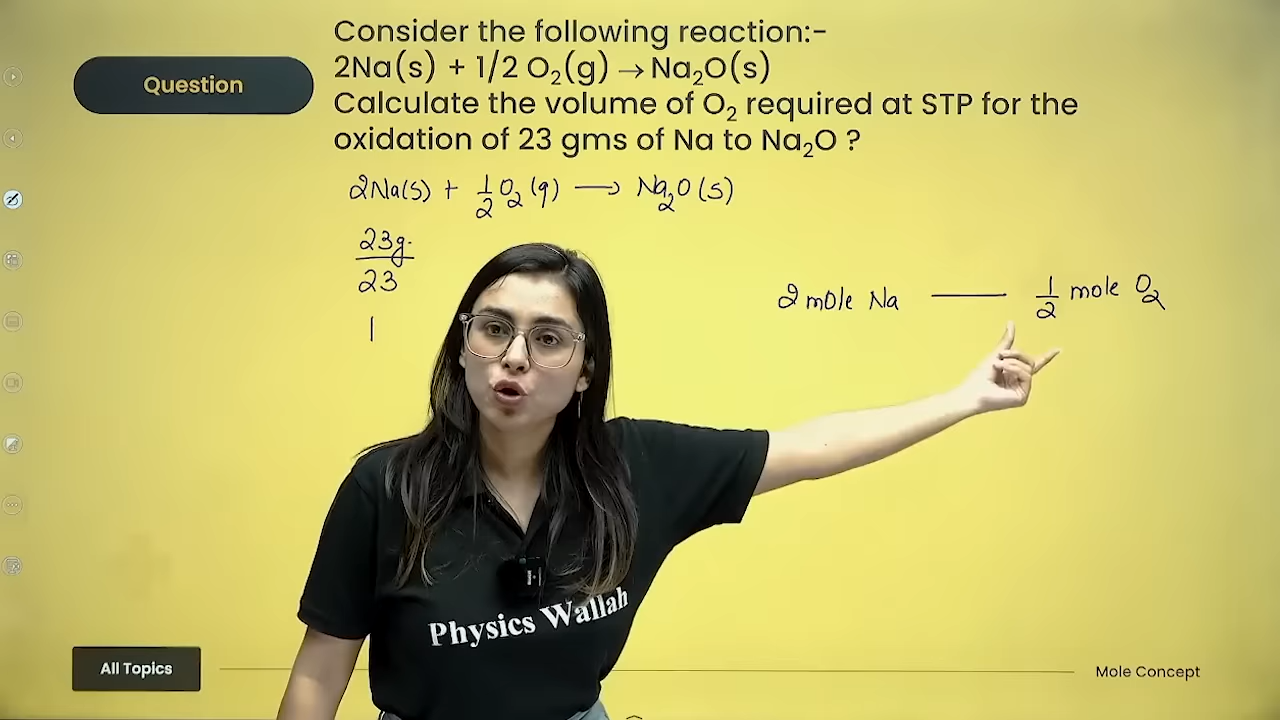 Question
Consider the following reaction:-
2Na(s) + 1/2 O₂(g) → Na₂O(s)
Calculate the volume of O₂ required at STP for the
oxidation of 23 gms of Na to Na₂O ?
2Na(s) + 1/2 O₂(g) → Na₂O(s)
23g.
23
1
2 mole Na — 1/2 mole O₂
Physics Wallah
All Topics
Mole Concept